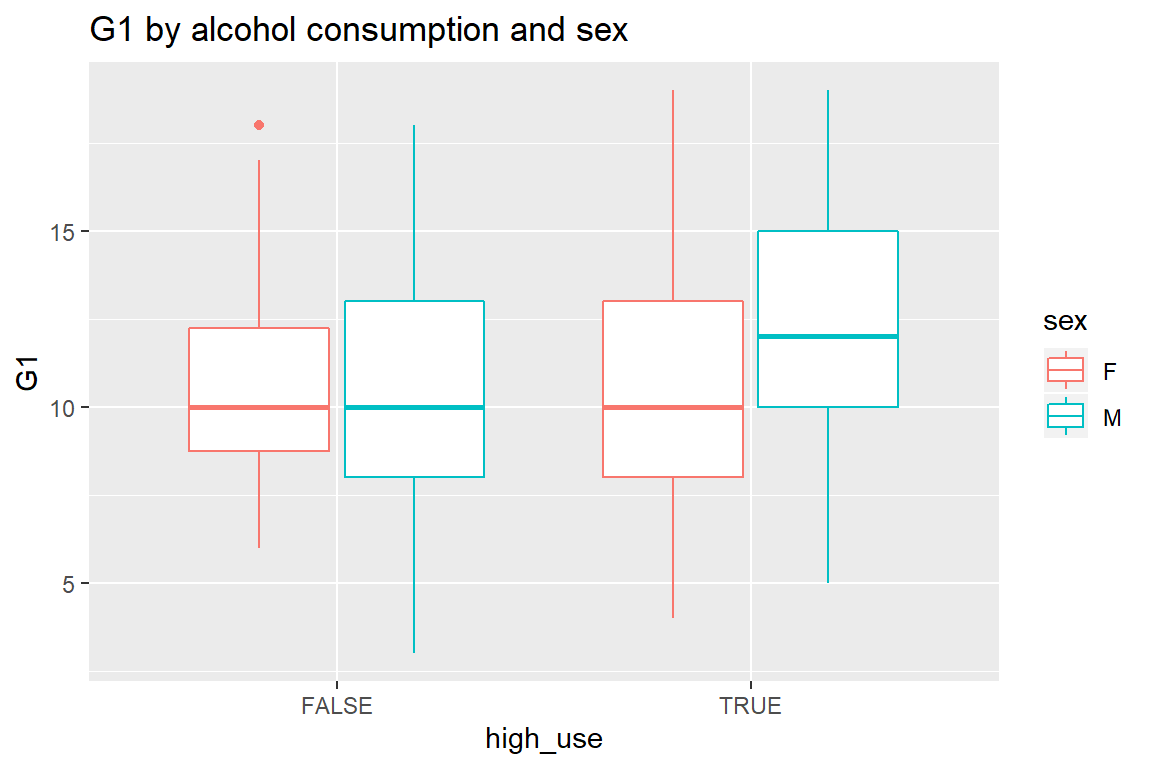 G1 by alcohol consumption and sex
15
10
5
G1
FALSE
TRUE
high_use
sex
F
M